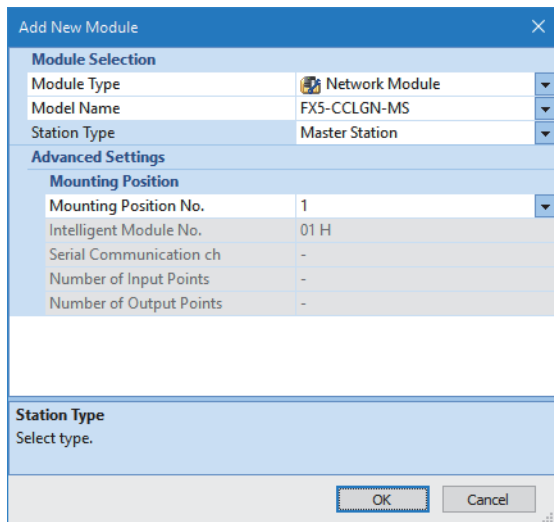 Add New Module
Module Selection
Module Type Network Module
Model Name FX5-CCLGN-MS
Station Type Master Station
Advanced Settings
Mounting Position
Mounting Position No. 1
Intelligent Module No. 01 H
Serial Communication ch -
Number of Input Points -
Number of Output Points -
Station Type
Select type.
OK Cancel